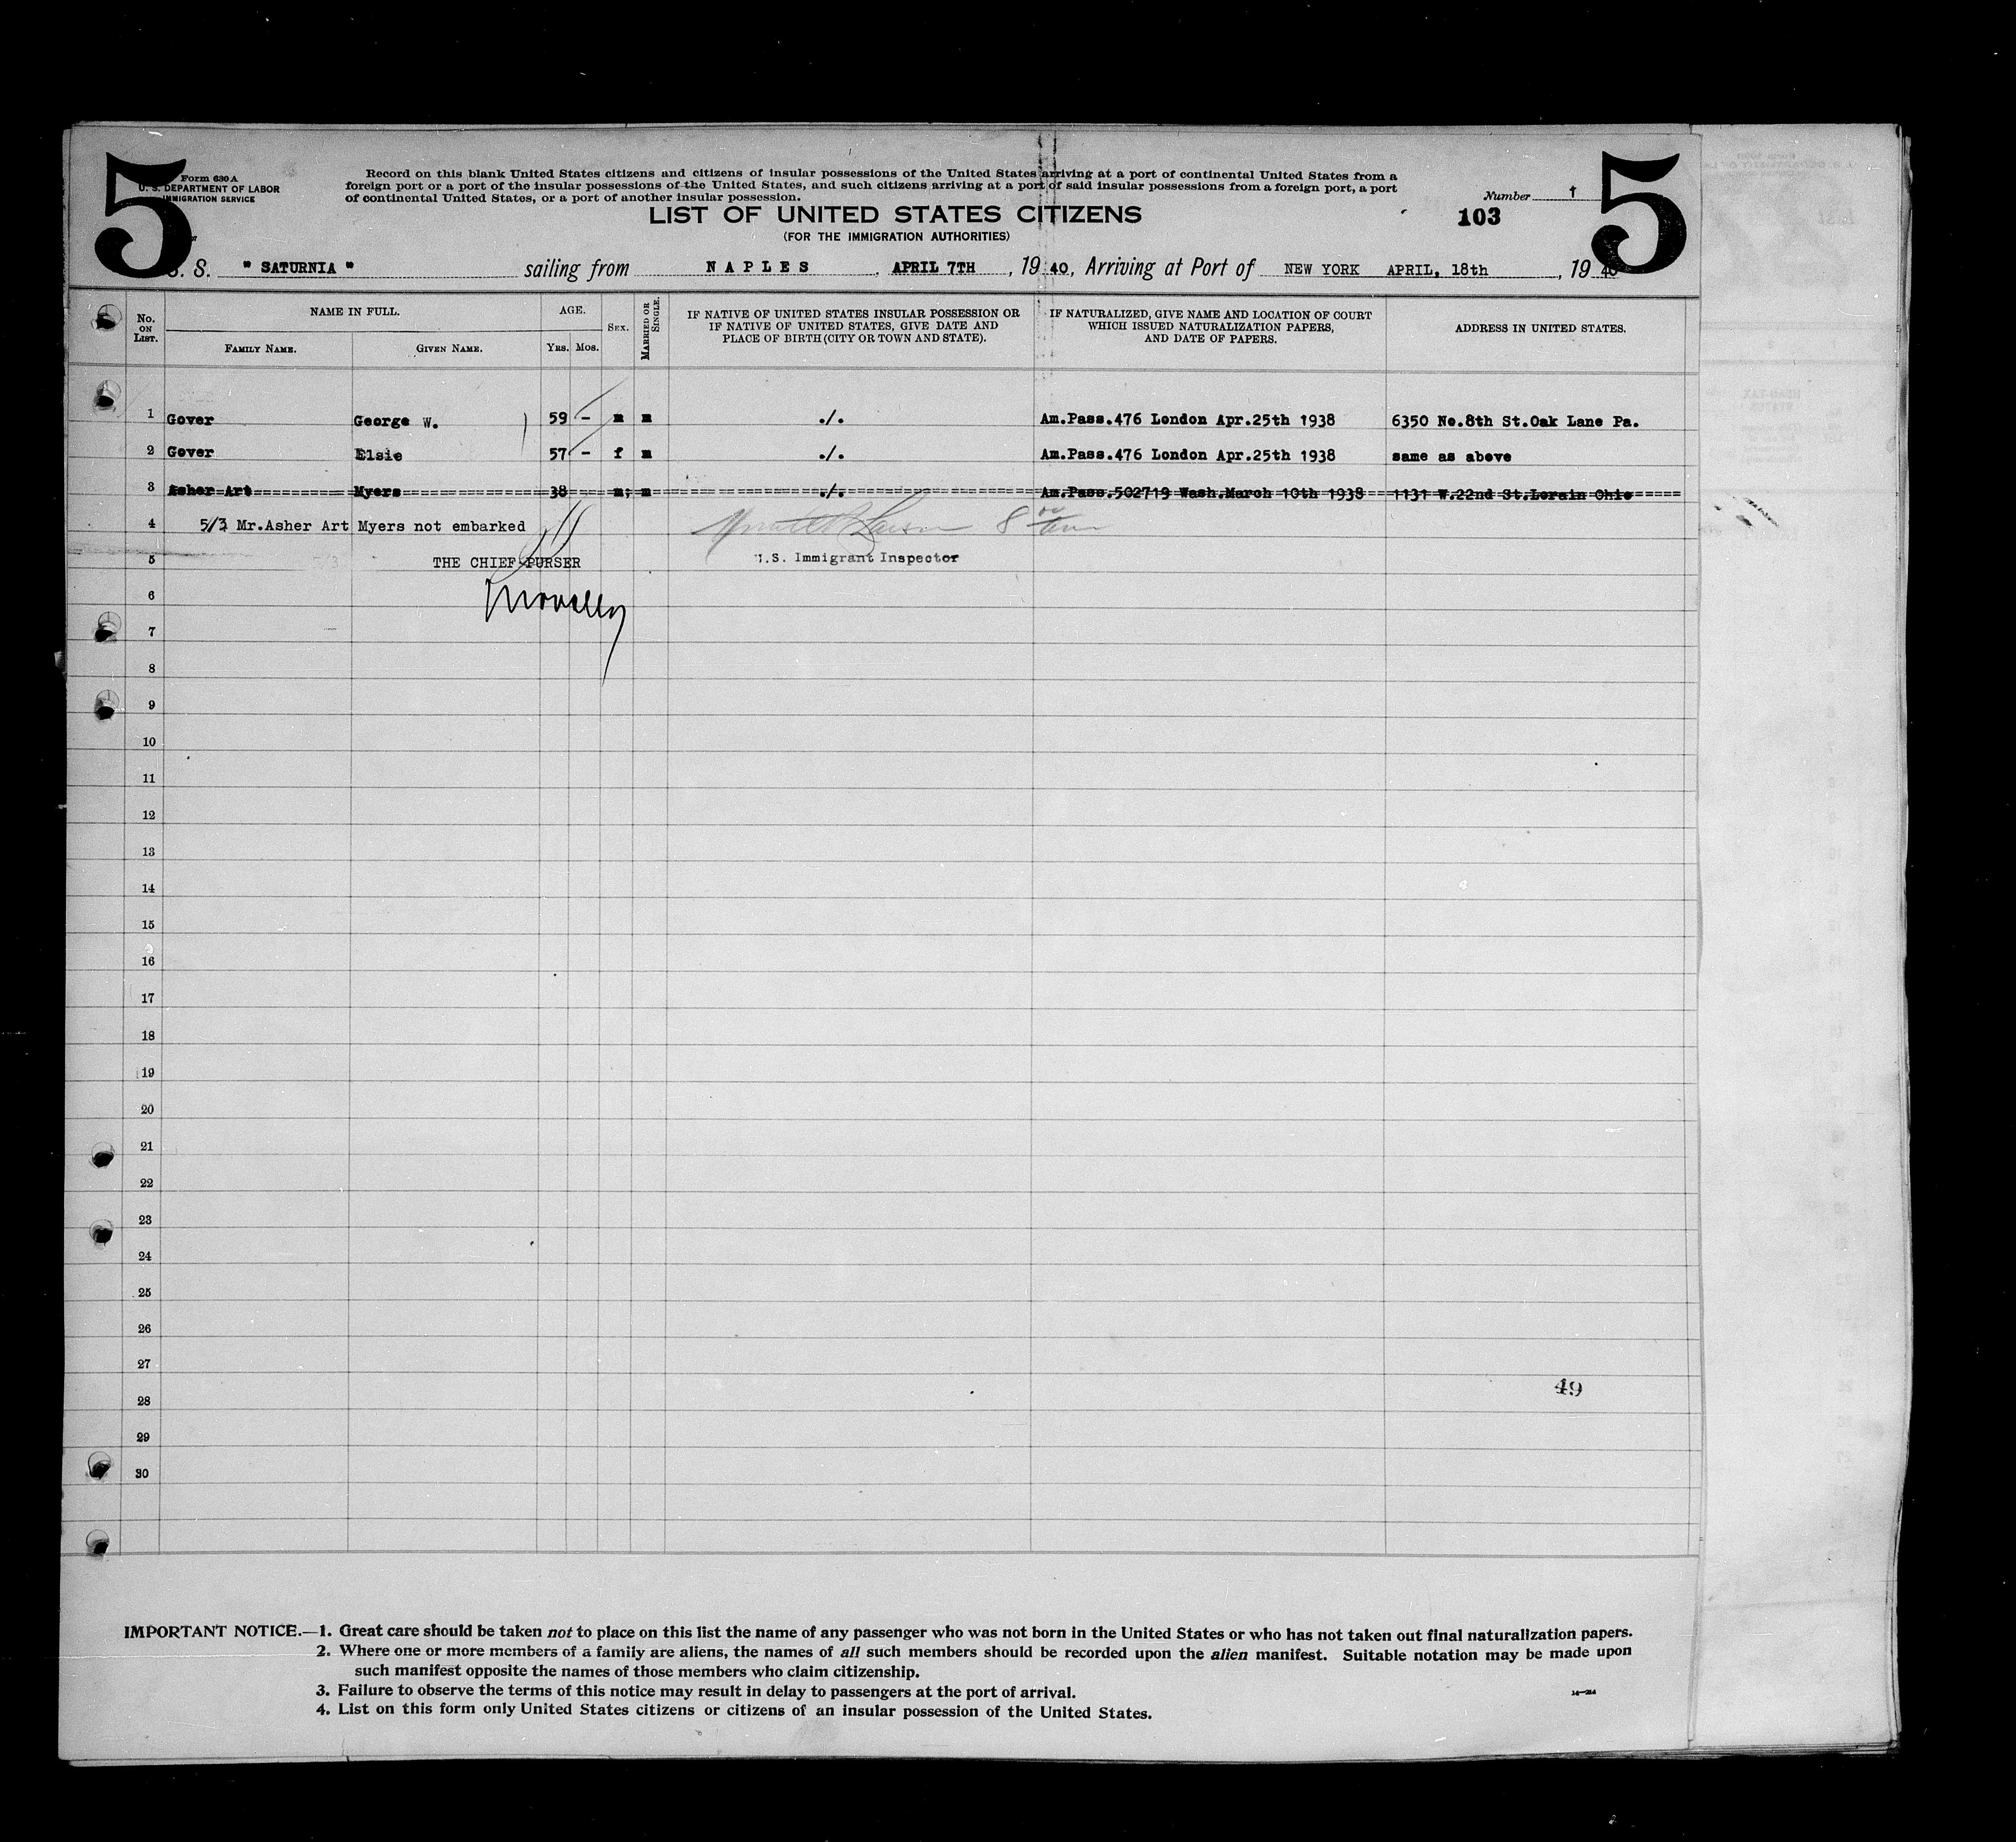 5 5
Form 630 A
U. S. DEPARTMENT OF LABOR
IMMIGRATION SERVICE
Record on this blank United States citizens and citizens of insular possessions of the United States arriving at a port of continental United States from a
foreign port or a port of the insular possessions of the United States, and such citizens arriving at a port of said insular possessions from a foreign port, a port
of continental United States, or a port of another insular possession.
Number
103
LIST OF UNITED STATES CITIZENS
(FOR THE IMMIGRATION AUTHORITIES)
S. S. " SATURNIA " sailing from N A P L E S , APRIL 7TH , 19 40, Arriving at Port of NEW YORK APRIL, 18th , 19 40
No. ON LIST. NAME IN FULL. AGE. SEX. MARRIED OR SINGLE. IF NATIVE OF UNITED STATES INSULAR POSSESSION OR IF NATIVE OF UNITED STATES, GIVE DATE AND PLACE OF BIRTH (CITY OR TOWN AND STATE). IF NATURALIZED, GIVE NAME AND LOCATION OF COURT WHICH ISSUED NATURALIZATION PAPERS, AND DATE OF PAPERS. ADDRESS IN UNITED STATES.
FAMILY NAME. GIVEN NAME. YRS. MOS.
1 Gover George W. 59 - m m ./. Am.Pass.476 London Apr.25th 1938 6350 No.8th St.Oak Lane Pa.
2 Gover Elsie 57 - f m ./. Am.Pass.476 London Apr.25th 1938 same as above
3 Asher Art Myers 38 m m ./. Am.Pass.502719 Wash.March 10th 1938 1131 W.22nd St.Lorain Ohio
4 5/3 Mr.Asher Art Myers not embarked
5 THE CHIEF PURSER U.S. Immigrant Inspector
6
7
8
9
10
11
12
13
14
15
16
17
18
19
20
21
22
23
24
25
26
27
49
28
29
30
IMPORTANT NOTICE.—1. Great care should be taken not to place on this list the name of any passenger who was not born in the United States or who has not taken out final naturalization papers.
2. Where one or more members of a family are aliens, the names of all such members should be recorded upon the alien manifest. Suitable notation may be made upon
such manifest opposite the names of those members who claim citizenship.
3. Failure to observe the terms of this notice may result in delay to passengers at the port of arrival.
4. List on this form only United States citizens or citizens of an insular possession of the United States.